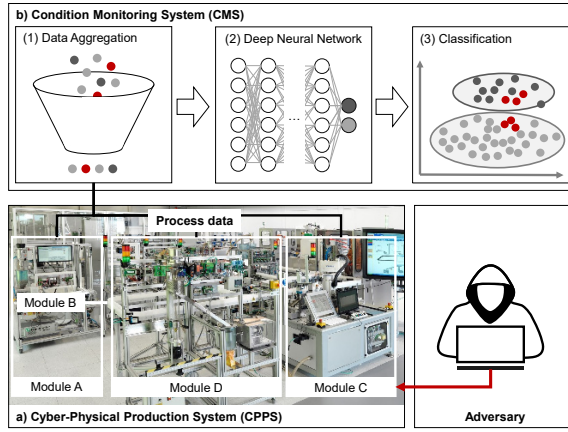 b) Condition Monitoring System (CMS)
(1) Data Aggregation
(2) Deep Neural Network
(3) Classification
...
Process data
Module B
Module A
Module D
Module C
a) Cyber-Physical Production System (CPPS)
Adversary